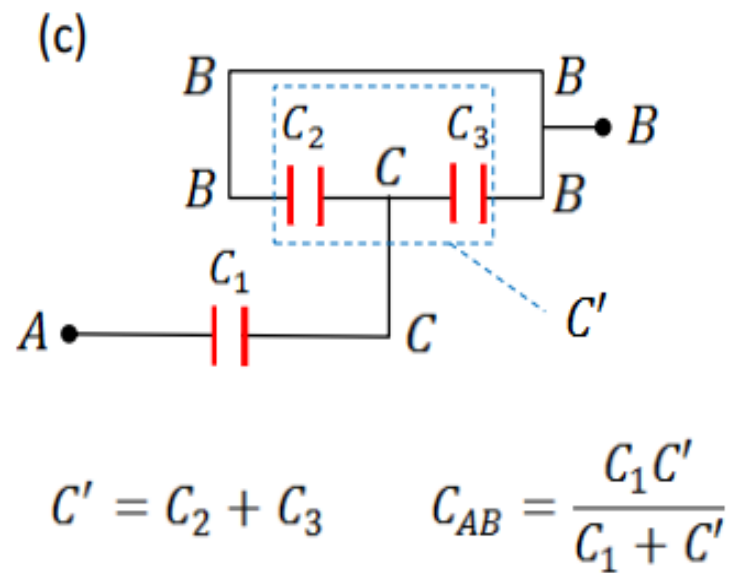 (c)
B B
C₂ C₃ B
B C B
C₁
A C C′
C′ = C₂ + C₃ C_AB = C₁C′ / C₁ + C′